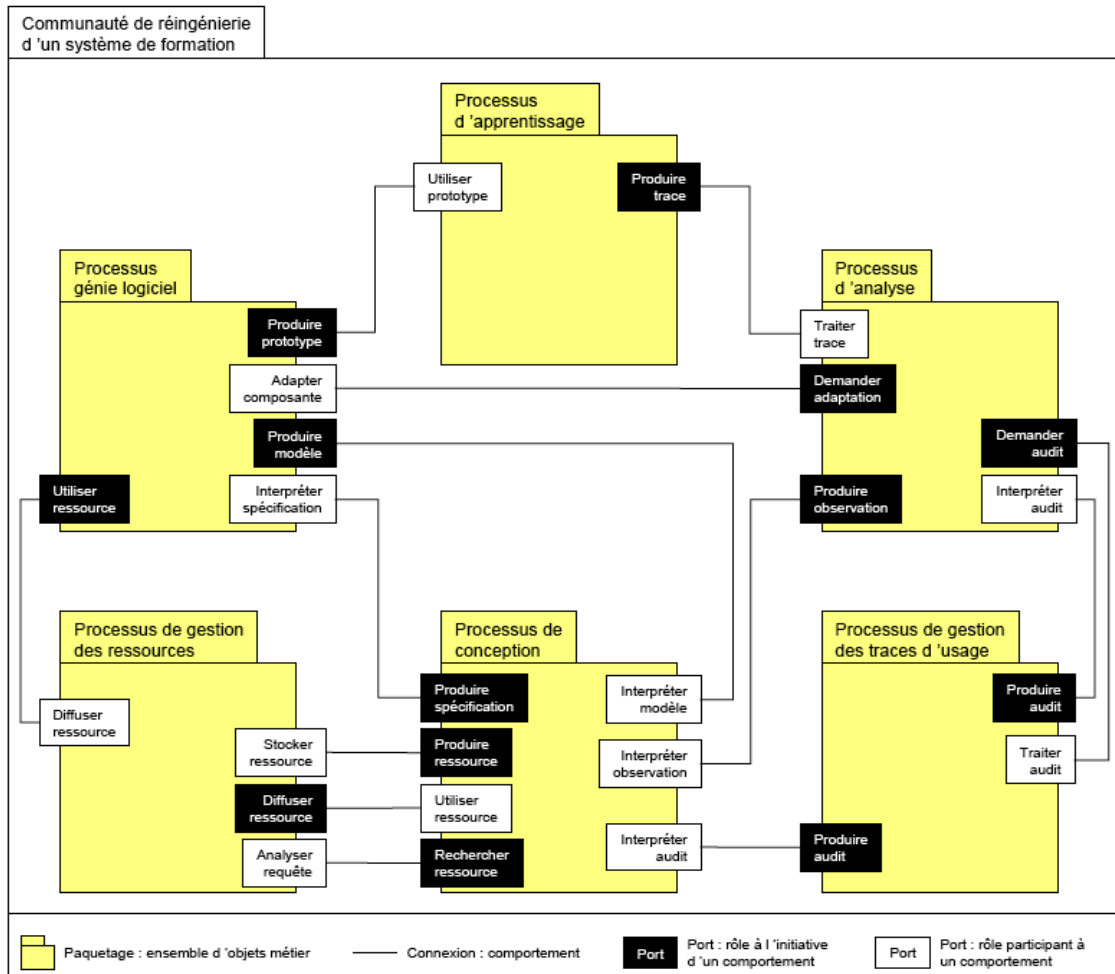 Communauté de réingénierie
d 'un système de formation
Processus
d 'apprentissage
Utiliser
prototype
Produire
trace
Processus
génie logiciel
Produire
prototype
Adapter
composante
Produire
modèle
Utiliser
ressource
Interpréter
spécification
Processus
d 'analyse
Traiter
trace
Demander
adaptation
Demander
audit
Produire
observation
Interpréter
audit
Processus de gestion
des ressources
Diffuser
ressource
Stocker
ressource
Diffuser
ressource
Analyser
requête
Processus de
conception
Produire
spécification
Interpréter
modèle
Produire
ressource
Interpréter
observation
Utiliser
ressource
Rechercher
ressource
Interpréter
audit
Processus de gestion
des traces d 'usage
Produire
audit
Traiter
audit
Produire
audit
Paquetage : ensemble d 'objets métier
Connexion : comportement
Port
Port : rôle à l 'initiative
d 'un comportement
Port
Port : rôle participant à
un comportement